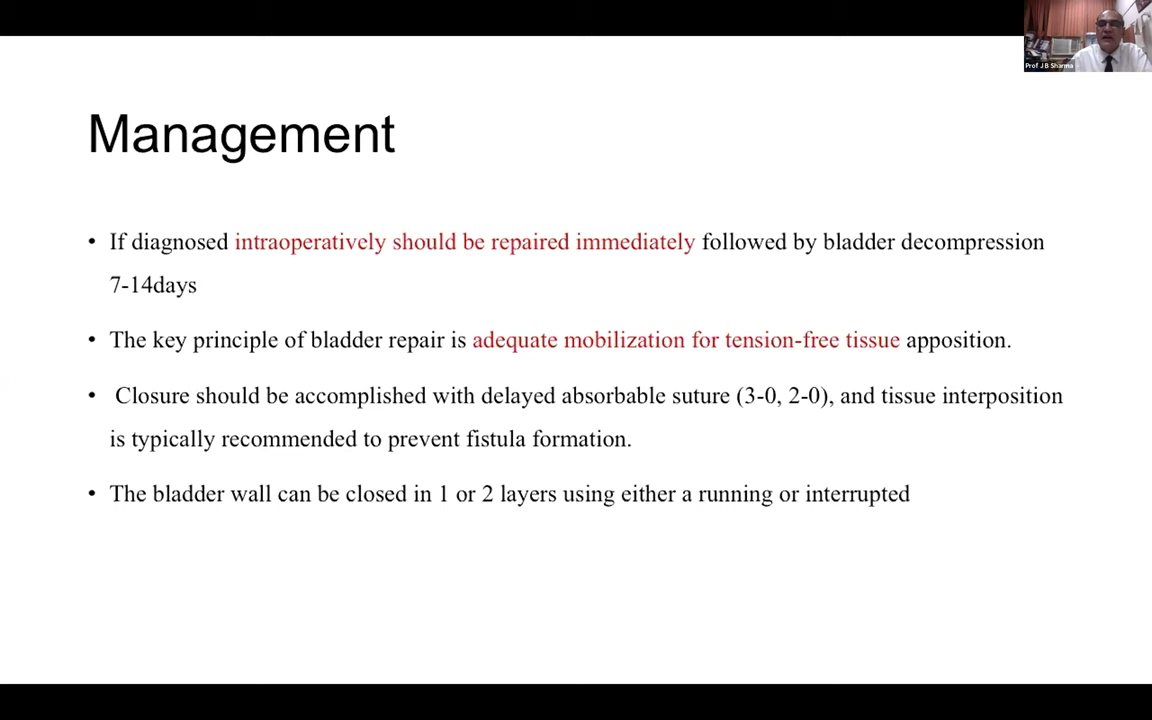 Prof J B Sharma
Management
• If diagnosed intraoperatively should be repaired immediately followed by bladder decompression
7-14days
• The key principle of bladder repair is adequate mobilization for tension-free tissue apposition.
• Closure should be accomplished with delayed absorbable suture (3-0, 2-0), and tissue interposition
is typically recommended to prevent fistula formation.
• The bladder wall can be closed in 1 or 2 layers using either a running or interrupted